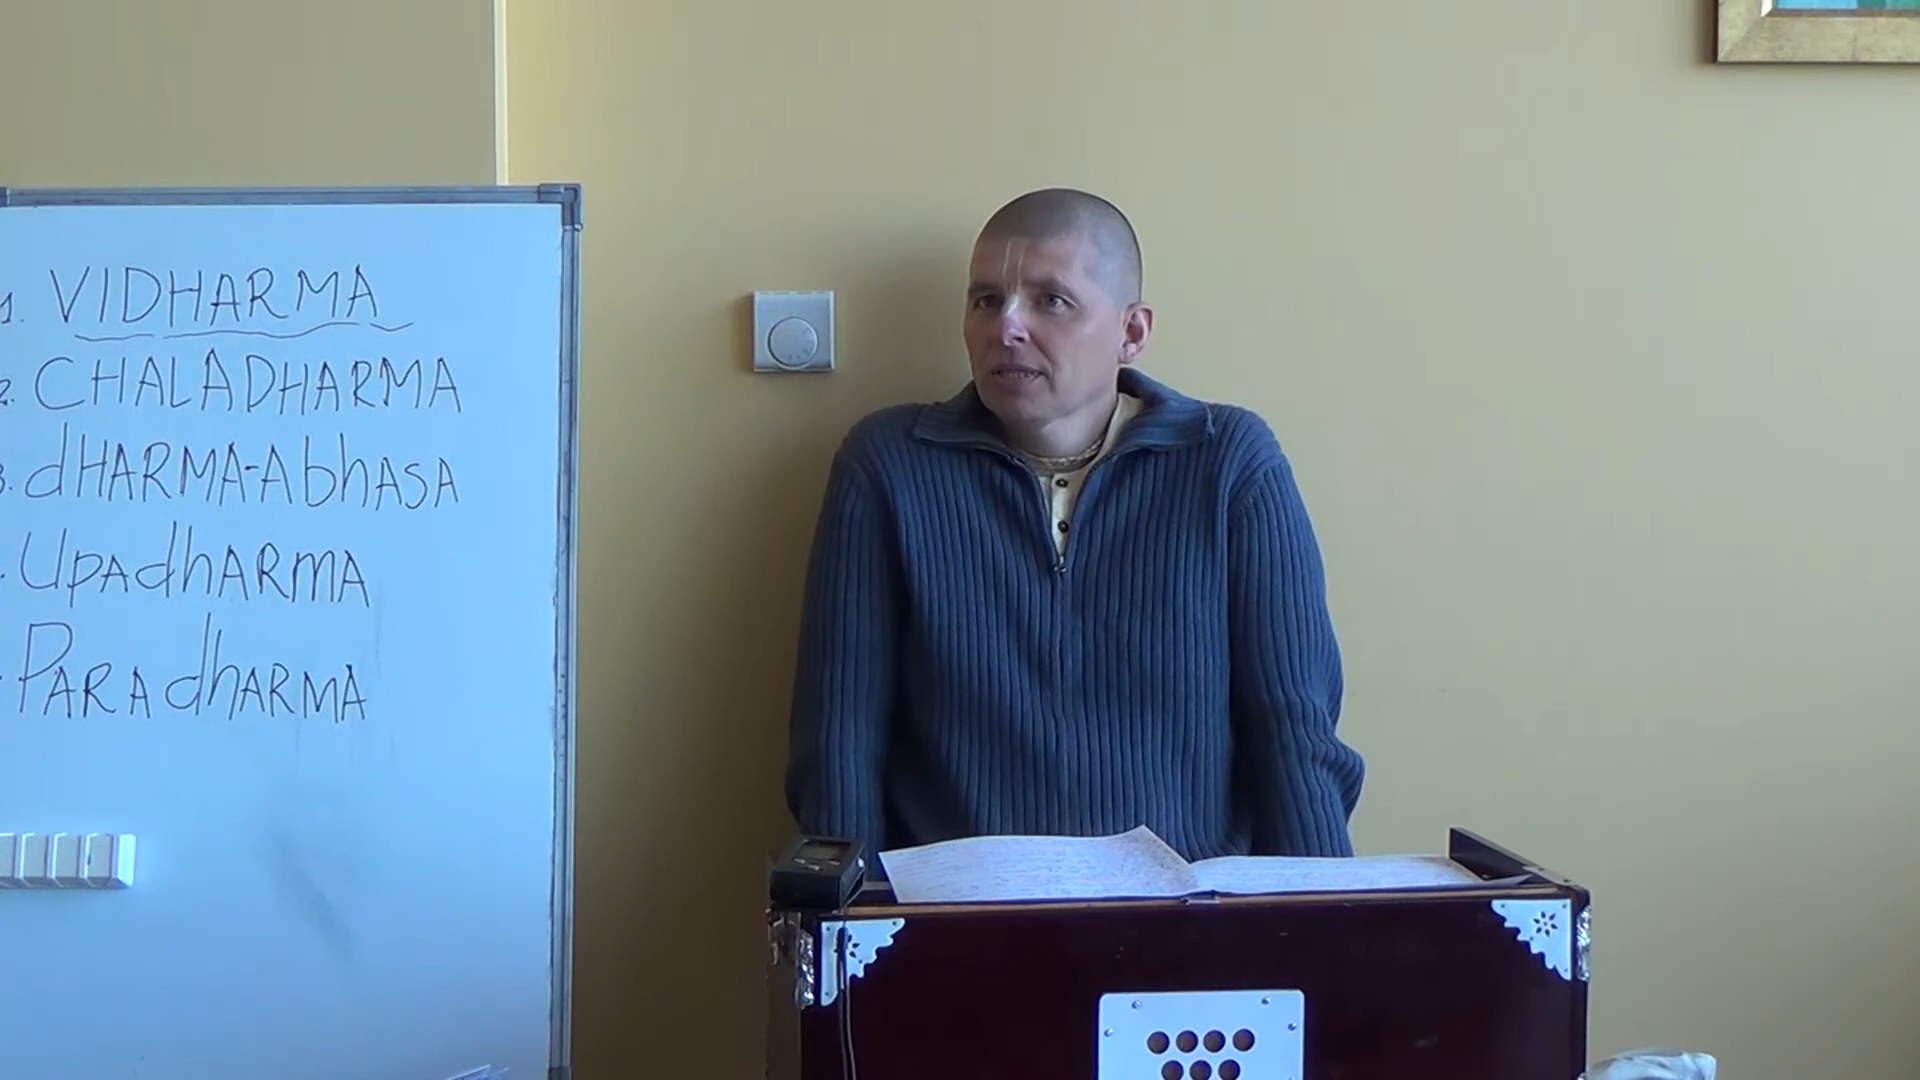 1. VIDHARMA
2. CHALADHARMA
3. dHARMA-AbhASA
. UpAdhARMA
PARAdhARMA